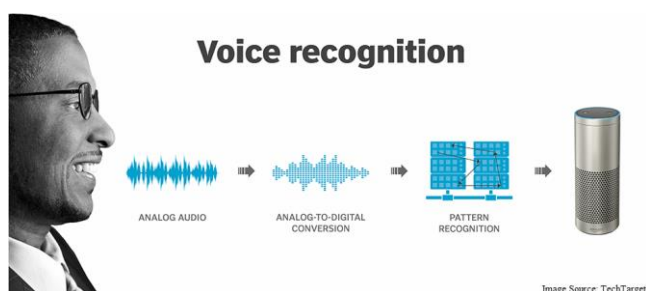 Voice recognition
ANALOG AUDIO
ANALOG-TO-DIGITAL
CONVERSION
PATTERN
RECOGNITION
Image Source: TechTarget